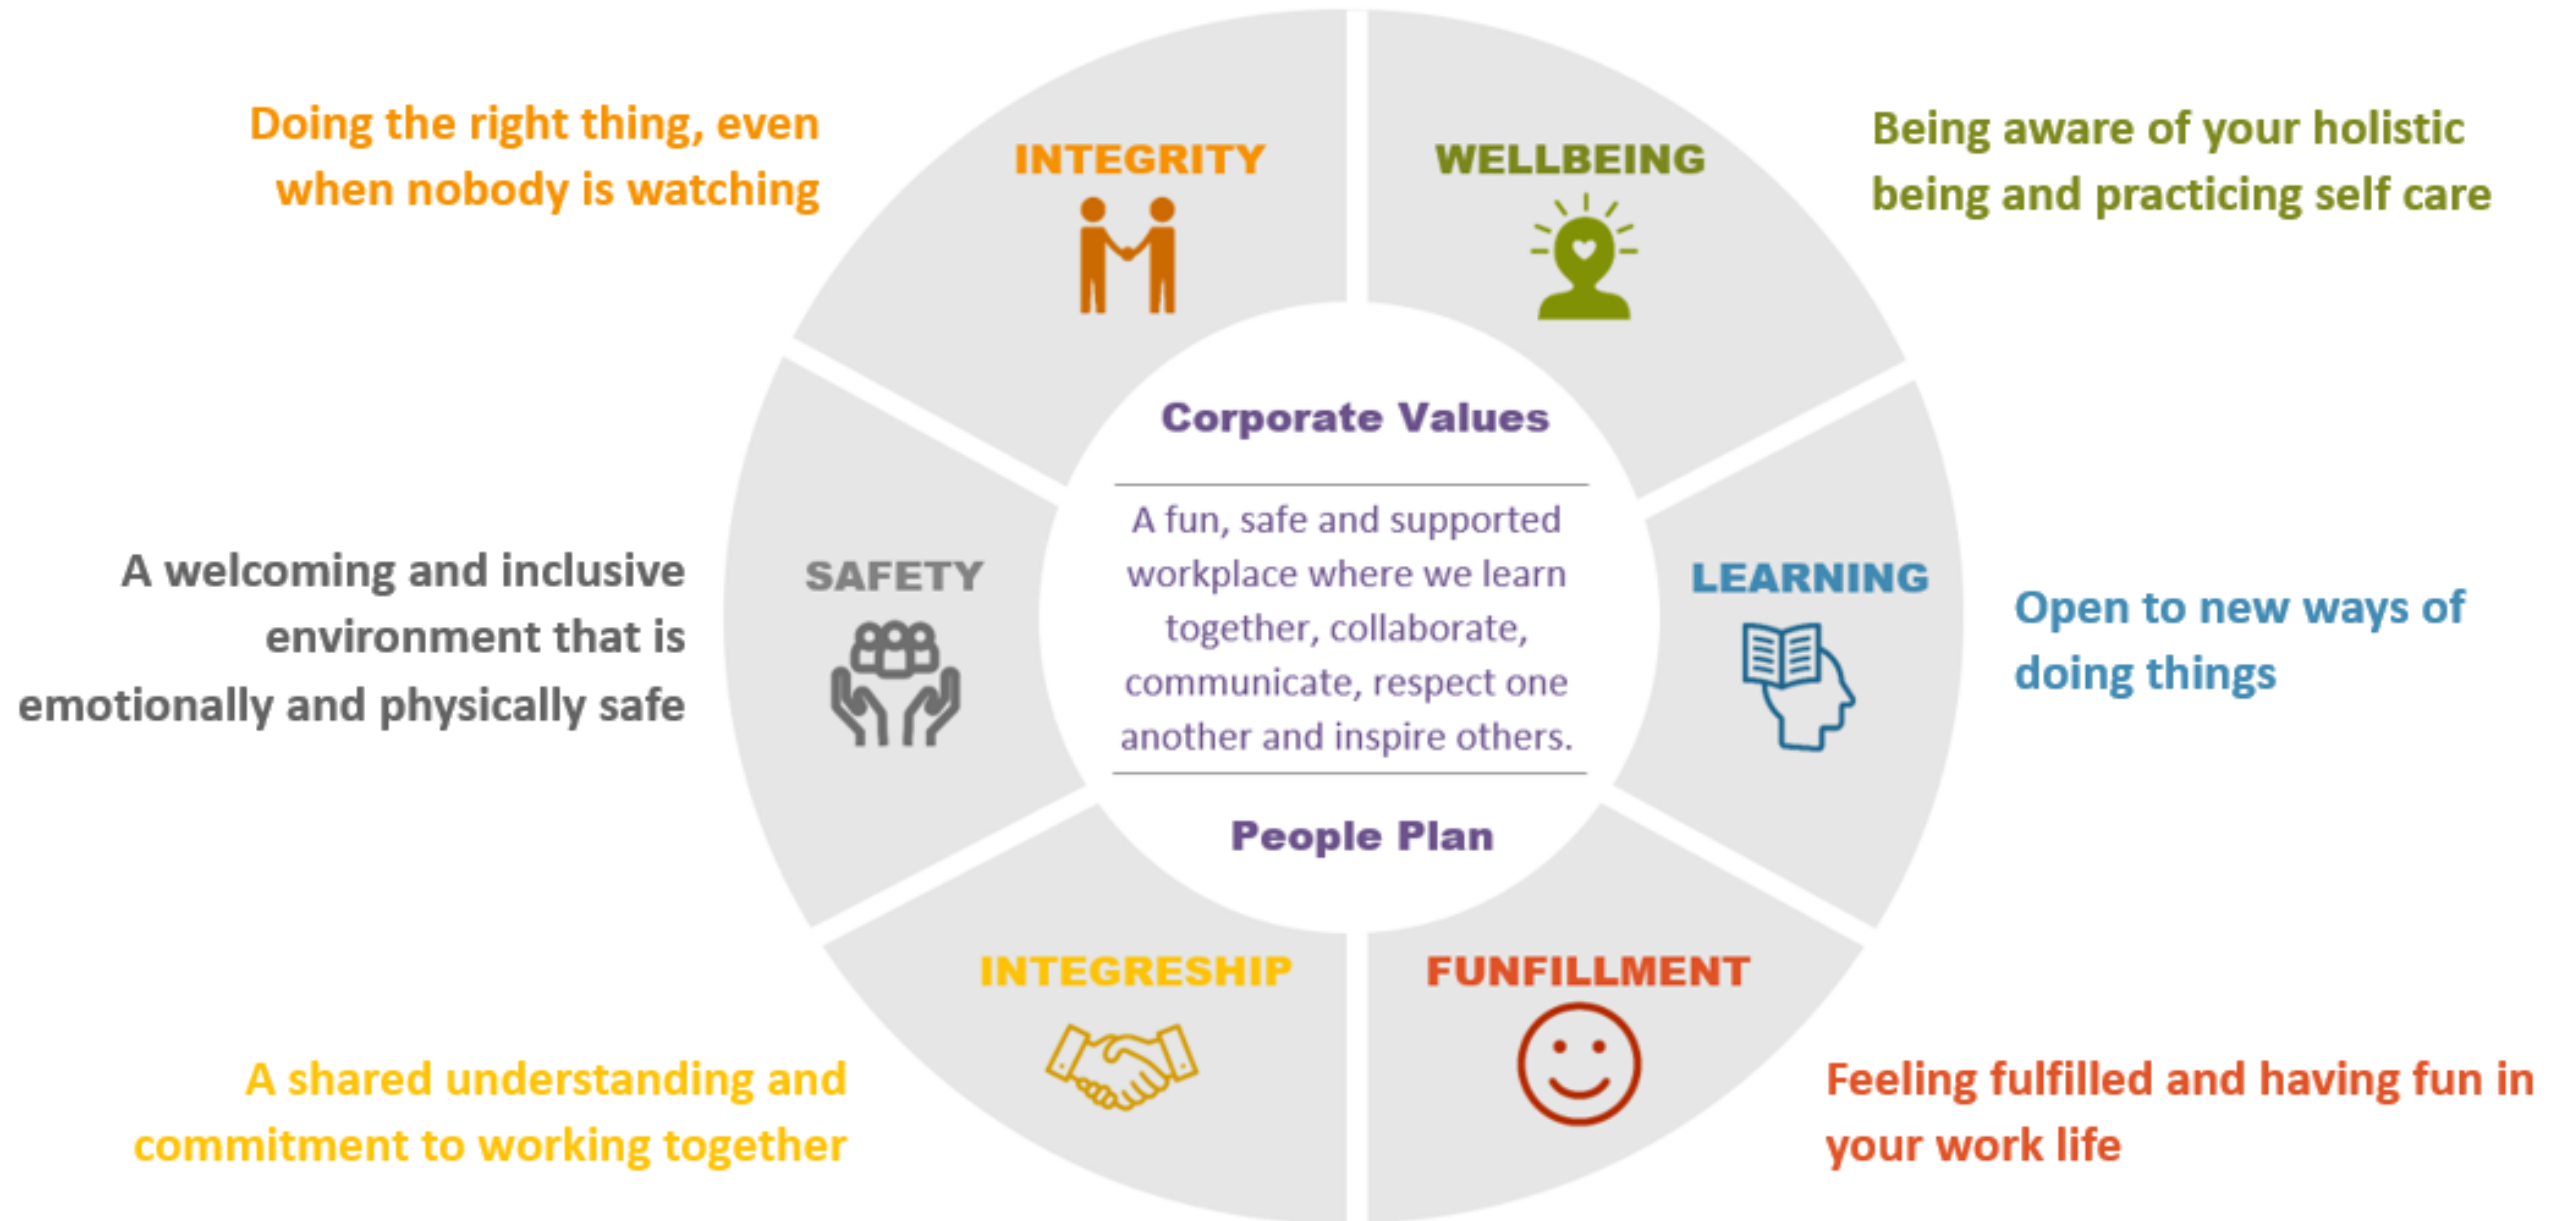 Doing the right thing, even
when nobody is watching
INTEGRITY
WELLBEING
Being aware of your holistic
being and practicing self care
Corporate Values
A fun, safe and supported
workplace where we learn
together, collaborate,
communicate, respect one
another and inspire others.
People Plan
A welcoming and inclusive
environment that is
emotionally and physically safe
SAFETY
LEARNING
Open to new ways of
doing things
INTEGRESHIP
A shared understanding and
commitment to working together
FUNFILLMENT
Feeling fulfilled and having fun in
your work life